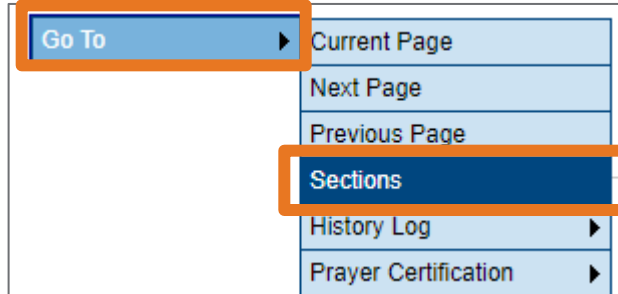 Go To
Current Page
Next Page
Previous Page
Sections
History Log
Prayer Certification